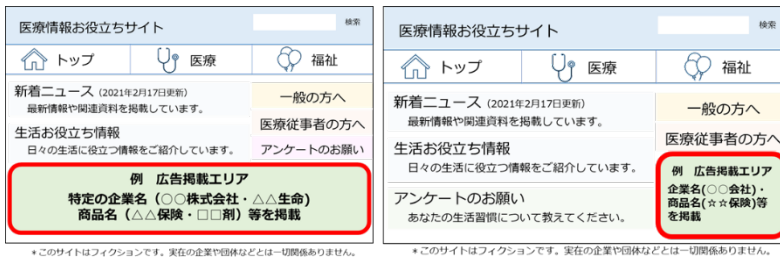 医療情報お役立ちサイト
検索
トップ
医療
福祉
新着ニュース (2021年2月17日更新)
最新情報や関連資料を掲載しています。
一般の方へ
生活お役立ち情報
日々の生活に役立つ情報をご紹介しています。
医療従事者の方へ
アンケートのお願い
例 広告掲載エリア
特定の企業名（○○株式会社・△△生命)
商品名（△△保険・□□剤）等を掲載
＊このサイトはフィクションです。実在の企業や団体などとは一切関係ありません。
医療情報お役立ちサイト
検索
トップ
医療
福祉
新着ニュース (2021年2月17日更新)
最新情報や関連資料を掲載しています。
一般の方へ
生活お役立ち情報
日々の生活に役立つ情報をご紹介しています。
医療従事者の方へ
アンケートのお願い
あなたの生活習慣について教えてください。
例 広告掲載エリア
企業名(○○会社)・
商品名(☆☆保険)等
を掲載
＊このサイトはフィクションです。実在の企業や団体などとは一切関係ありません。